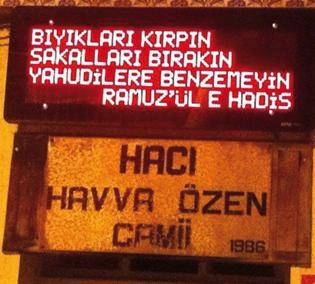 BIYIKLARI KIRPIN
SAKALLARI BIRAKIN
YAHUDİLERE BENZEMEYİN
RAMUZ'ÜL E HADİS
HACI
HAVVA ÖZEN
CAMİİ 1986